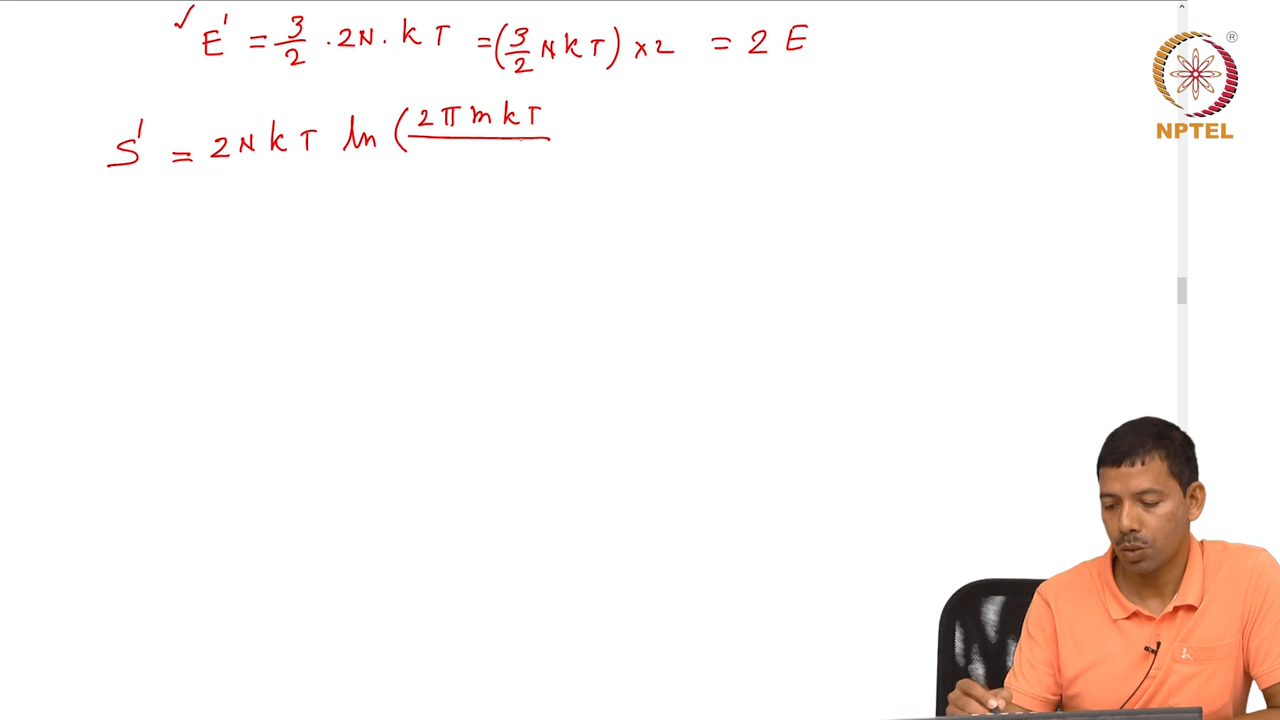 ✓ E' = 3/2 · 2N · kT = (3/2 NkT) × 2 = 2E
S' = 2NkT ln (2πmkT
®
NPTEL